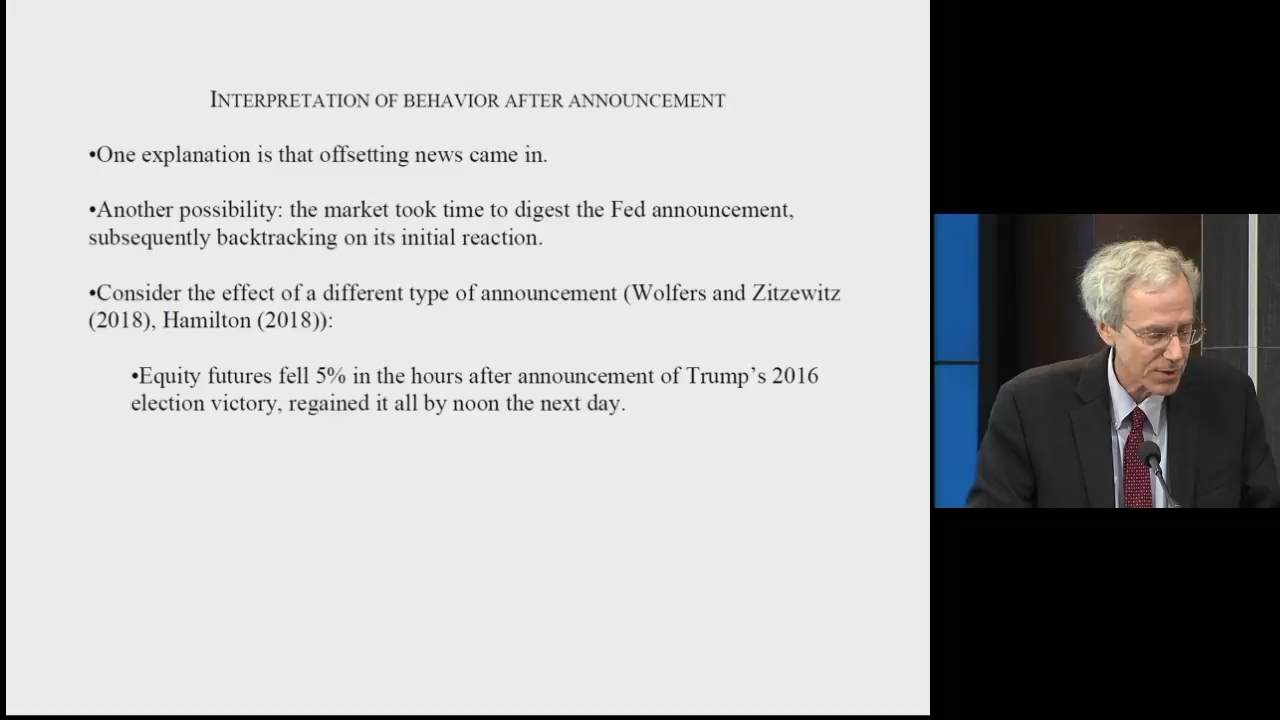 INTERPRETATION OF BEHAVIOR AFTER ANNOUNCEMENT
•One explanation is that offsetting news came in.
•Another possibility: the market took time to digest the Fed announcement,
subsequently backtracking on its initial reaction.
•Consider the effect of a different type of announcement (Wolfers and Zitzewitz
(2018), Hamilton (2018)):
•Equity futures fell 5% in the hours after announcement of Trump’s 2016
election victory, regained it all by noon the next day.